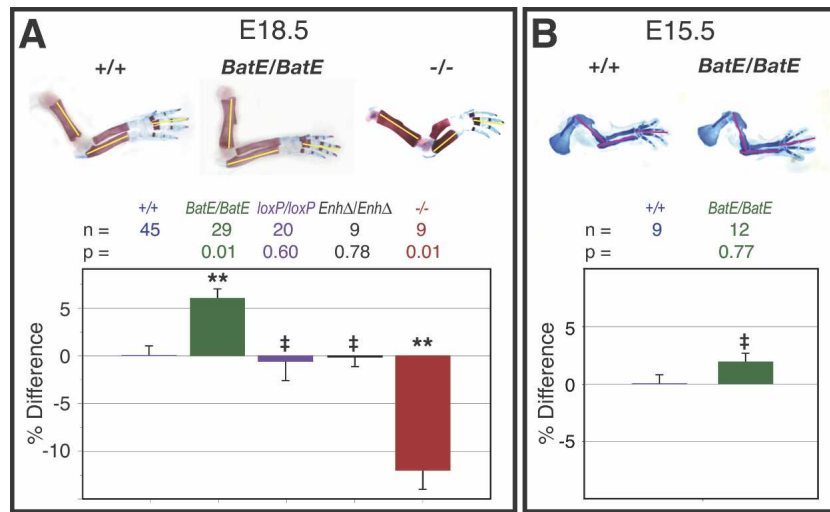 A
E18.5
+/+ BatE/BatE -/-
+/+ BatE/BatE loxP/loxP EnhΔ/EnhΔ -/-
n = 45 29 20 9 9
p = 0.01 0.60 0.78 0.01
% Difference
5
0
-5
-10
** ‡ ‡ **
B
E15.5
+/+ BatE/BatE
+/+ BatE/BatE
n = 9 12
p = 0.77
% Difference
5
0
-5
‡